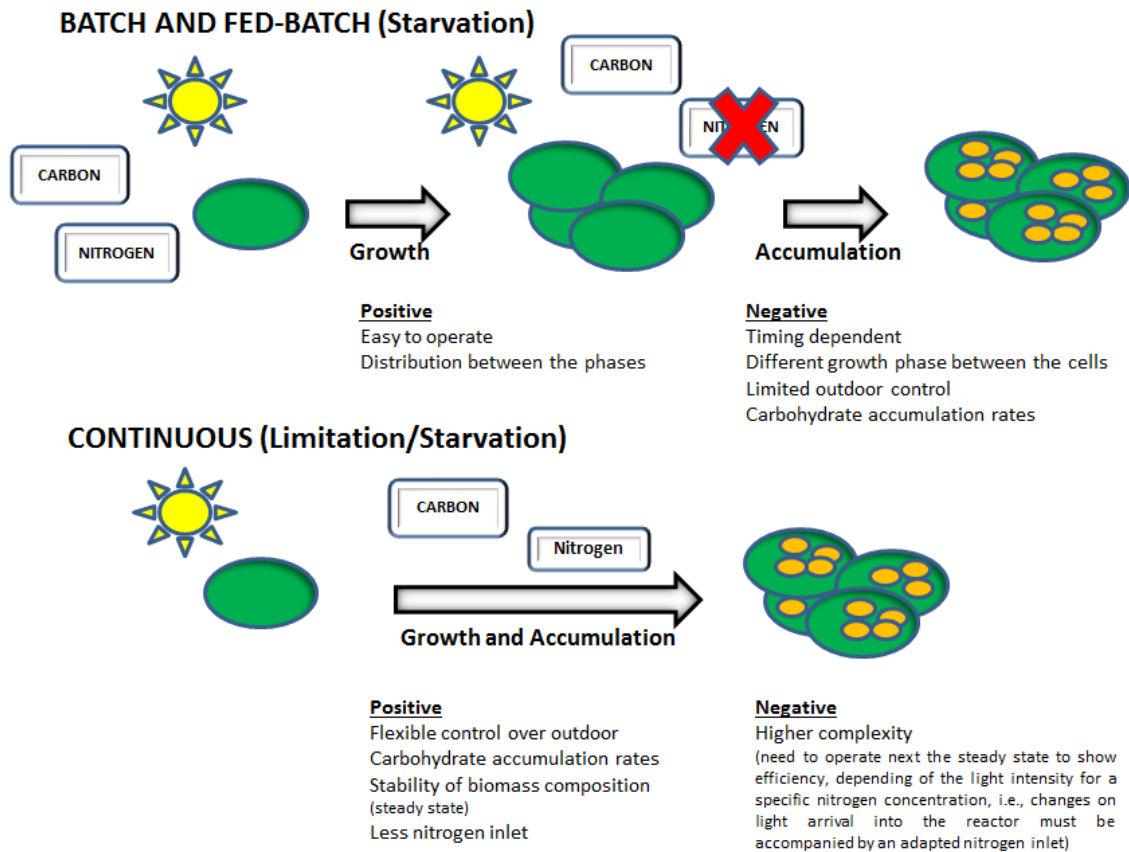 BATCH AND FED-BATCH (Starvation)
CARBON
NITROGEN
Growth
CARBON
Accumulation
Positive
Easy to operate
Distribution between the phases
Negative
Timing dependent
Different growth phase between the cells
Limited outdoor control
Carbohydrate accumulation rates
CONTINUOUS (Limitation/Starvation)
CARBON
Nitrogen
Growth and Accumulation
Positive
Flexible control over outdoor
Carbohydrate accumulation rates
Stability of biomass composition
(steady state)
Less nitrogen inlet
Negative
Higher complexity
(need to operate next the steady state to show
efficiency, depending of the light intensity for a
specific nitrogen concentration, i.e., changes on
light arrival into the reactor must be
accompanied by an adapted nitrogen inlet)